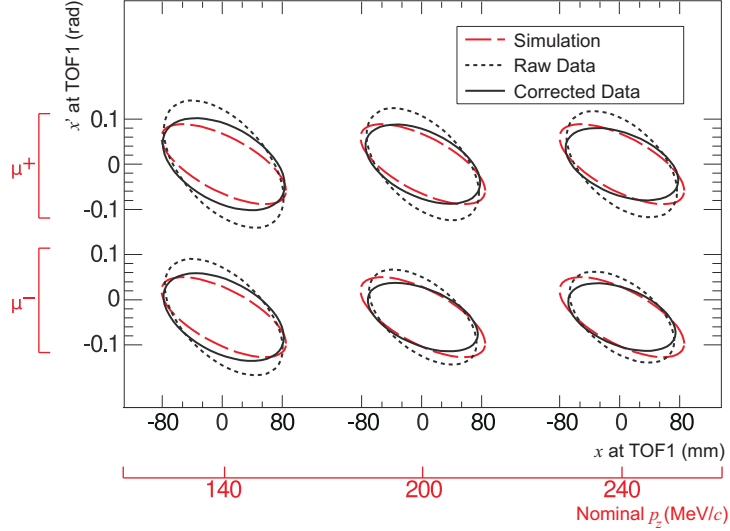 x' at TOF1 (rad)
Simulation
Raw Data
Corrected Data
μ+
0.1
0
-0.1
μ-
0.1
0
-0.1
-80 0 80 -80 0 80 -80 0 80
x at TOF1 (mm)
140 200 240
Nominal p_z (MeV/c)